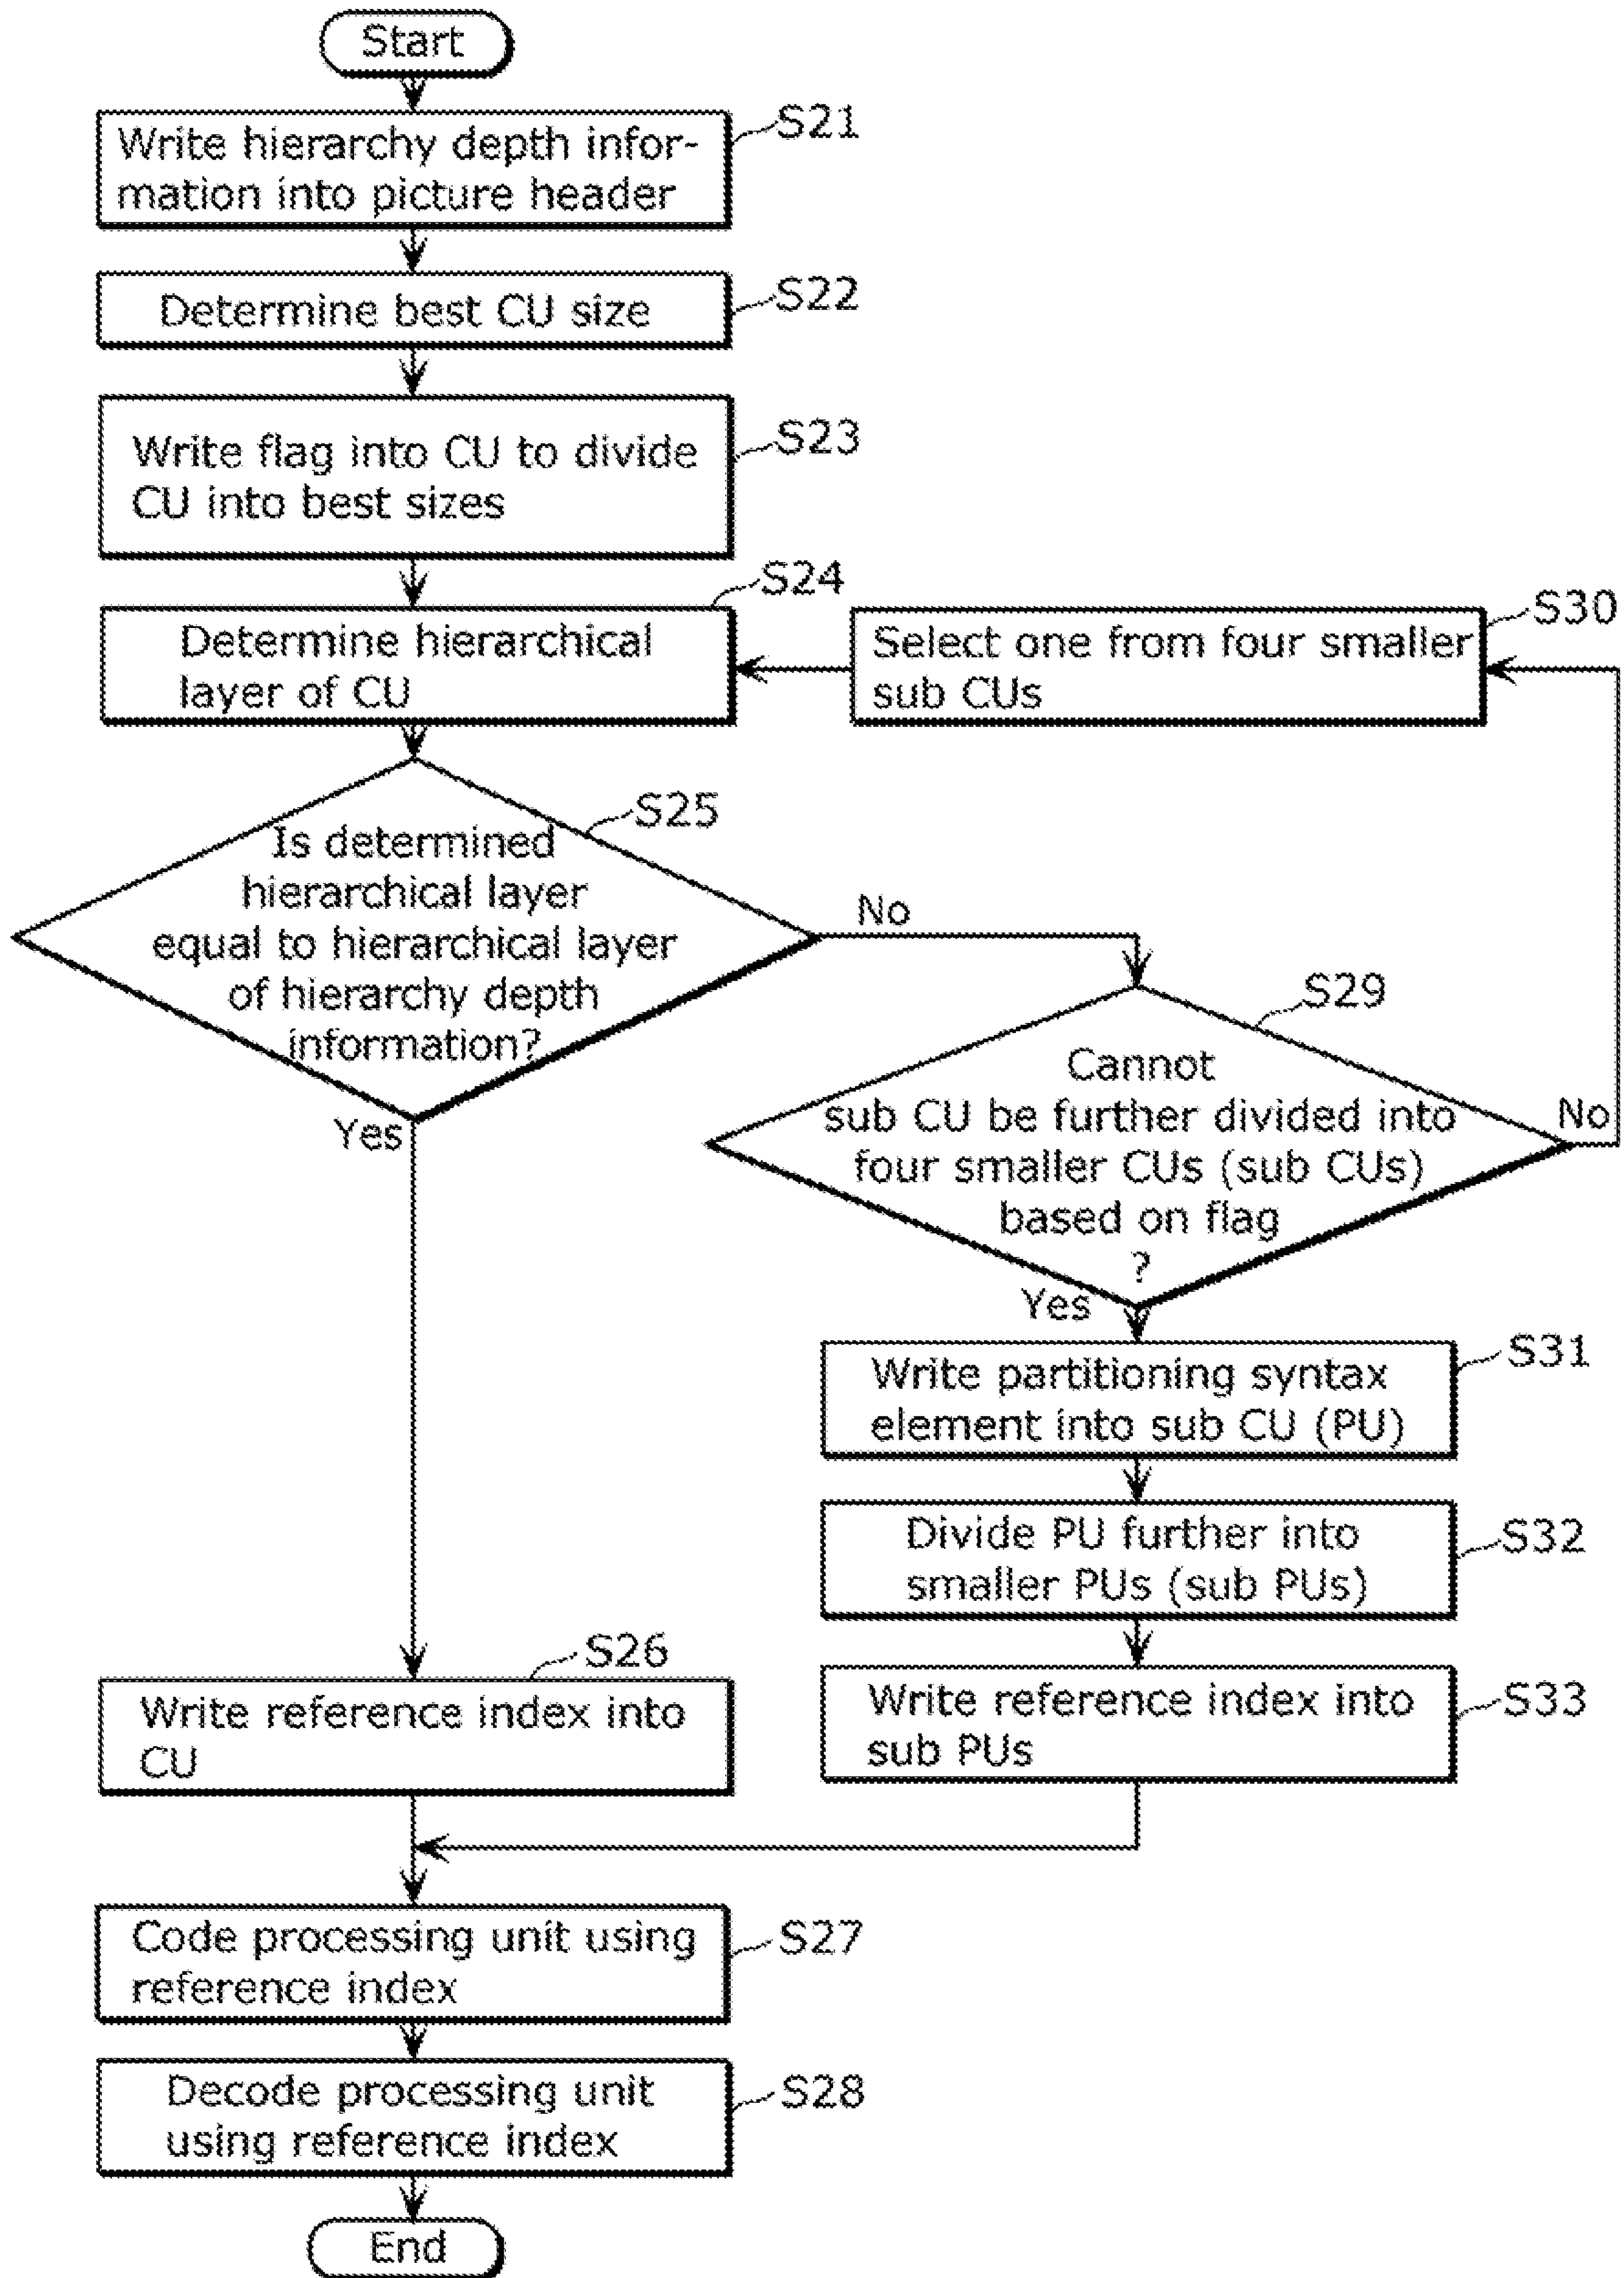 Start
S21
Write hierarchy depth infor-
mation into picture header
S22
Determine best CU size
S23
Write flag into CU to divide
CU into best sizes
S24
Determine hierarchical
layer of CU
S30
Select one from four smaller
sub CUs
S25
Is determined
hierarchical layer
equal to hierarchical layer
of hierarchy depth
information?
No
Yes
S29
Cannot
sub CU be further divided into
four smaller CUs (sub CUs)
based on flag
?
No
Yes
S31
Write partitioning syntax
element into sub CU (PU)
S32
Divide PU further into
smaller PUs (sub PUs)
S26
Write reference index into
CU
S33
Write reference index into
sub PUs
S27
Code processing unit using
reference index
S28
Decode processing unit
using reference index
End